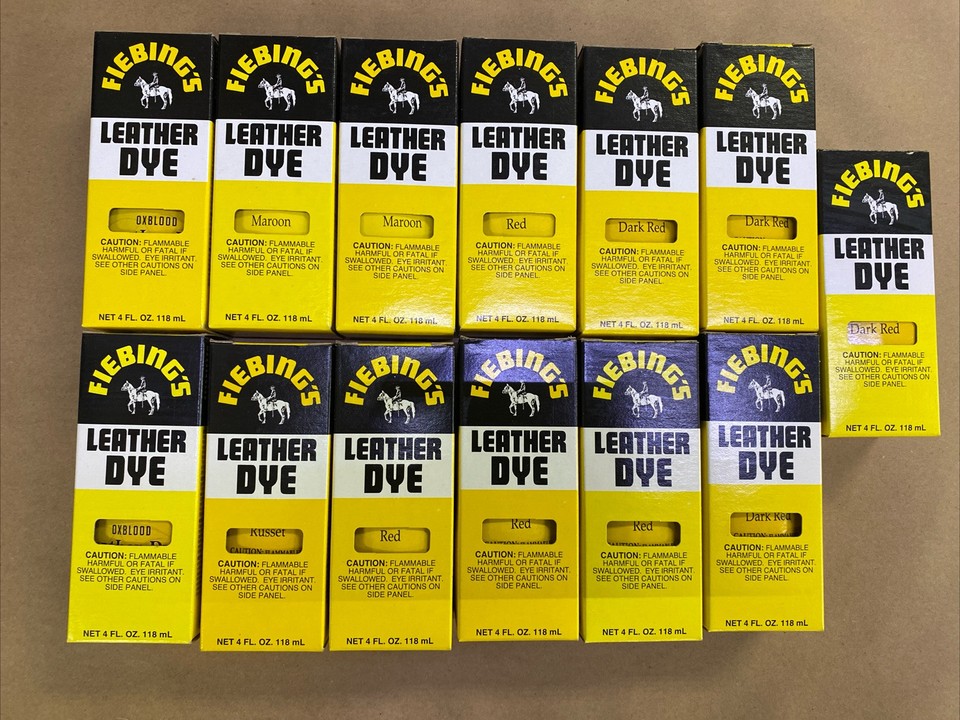 FIEBING'S
LEATHER
DYE
OXBLOOD
CAUTION: FLAMMABLE
HARMFUL OR FATAL IF
SWALLOWED. EYE IRRITANT.
SEE OTHER CAUTIONS ON
SIDE PANEL.
NET 4 FL. OZ. 118 mL
FIEBING'S
LEATHER
DYE
Maroon
CAUTION: FLAMMABLE
HARMFUL OR FATAL IF
SWALLOWED. EYE IRRITANT.
SEE OTHER CAUTIONS ON
SIDE PANEL.
NET 4 FL. OZ. 118 mL
FIEBING'S
LEATHER
DYE
Maroon
CAUTION: FLAMMABLE
HARMFUL OR FATAL IF
SWALLOWED. EYE IRRITANT.
SEE OTHER CAUTIONS ON
SIDE PANEL.
NET 4 FL. OZ. 118 mL
FIEBING'S
LEATHER
DYE
Red
CAUTION: FLAMMABLE
HARMFUL OR FATAL IF
SWALLOWED. EYE IRRITANT.
SEE OTHER CAUTIONS ON
SIDE PANEL.
NET 4 FL. OZ. 118 mL
FIEBING'S
LEATHER
DYE
Dark Red
CAUTION: FLAMMABLE
HARMFUL OR FATAL IF
SWALLOWED. EYE IRRITANT.
SEE OTHER CAUTIONS ON
SIDE PANEL.
NET 4 FL. OZ. 118 mL
FIEBING'S
LEATHER
DYE
Dark Red
CAUTION: FLAMMABLE
HARMFUL OR FATAL IF
SWALLOWED. EYE IRRITANT.
SEE OTHER CAUTIONS ON
SIDE PANEL.
NET 4 FL. OZ. 118 mL
FIEBING'S
LEATHER
DYE
Dark Red
CAUTION: FLAMMABLE
HARMFUL OR FATAL IF
SWALLOWED. EYE IRRITANT.
SEE OTHER CAUTIONS ON
SIDE PANEL.
NET 4 FL. OZ. 118 mL
FIEBING'S
LEATHER
DYE
OXBLOOD
CAUTION: FLAMMABLE
HARMFUL OR FATAL IF
SWALLOWED. EYE IRRITANT.
SEE OTHER CAUTIONS ON
SIDE PANEL.
NET 4 FL. OZ. 118 mL
FIEBING'S
LEATHER
DYE
Russet
CAUTION: FLAMMABLE
HARMFUL OR FATAL IF
SWALLOWED. EYE IRRITANT.
SEE OTHER CAUTIONS ON
SIDE PANEL.
NET 4 FL. OZ. 118 mL
FIEBING'S
LEATHER
DYE
Red
CAUTION: FLAMMABLE
HARMFUL OR FATAL IF
SWALLOWED. EYE IRRITANT.
SEE OTHER CAUTIONS ON
SIDE PANEL.
NET 4 FL. OZ. 118 mL
FIEBING'S
LEATHER
DYE
Red
CAUTION: FLAMMABLE
HARMFUL OR FATAL IF
SWALLOWED. EYE IRRITANT.
SEE OTHER CAUTIONS ON
SIDE PANEL.
NET 4 FL. OZ. 118 mL
FIEBING'S
LEATHER
DYE
Red
CAUTION: FLAMMABLE
HARMFUL OR FATAL IF
SWALLOWED. EYE IRRITANT.
SEE OTHER CAUTIONS ON
SIDE PANEL.
NET 4 FL. OZ. 118 mL
FIEBING'S
LEATHER
DYE
Dark Red
CAUTION: FLAMMABLE
HARMFUL OR FATAL IF
SWALLOWED. EYE IRRITANT.
SEE OTHER CAUTIONS ON
SIDE PANEL.
NET 4 FL. OZ. 118 mL